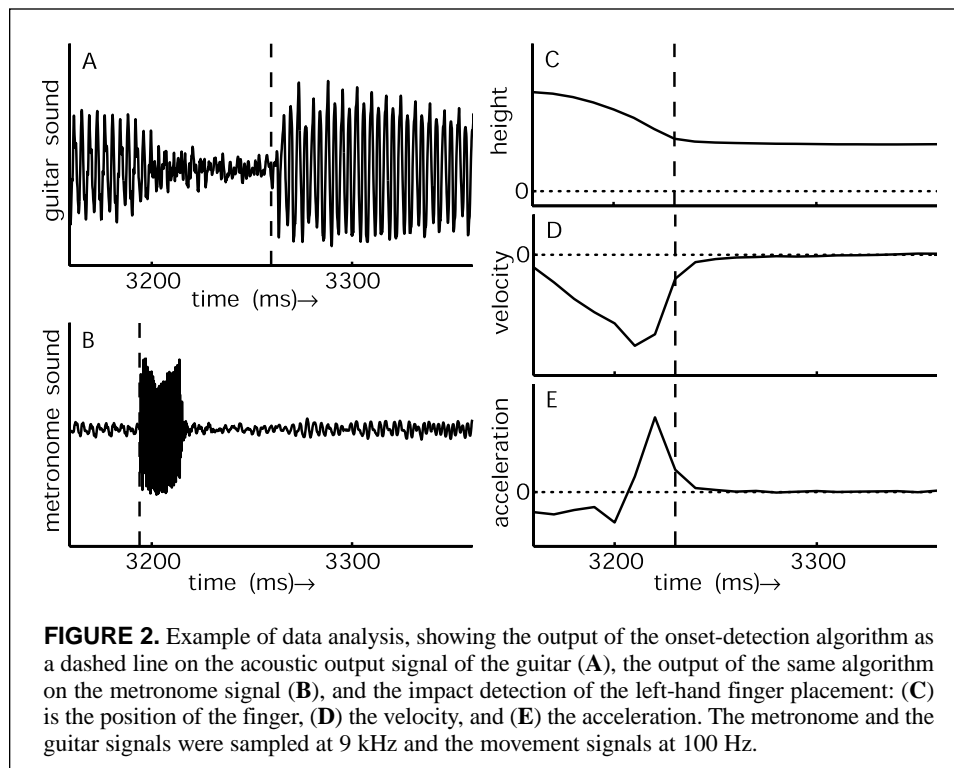 A
guitar sound
3200
3300
time (ms)→
B
metronome sound
3200
3300
time (ms)→
C
height
0
D
0
velocity
E
acceleration
0
3200
3300
time (ms)→
FIGURE 2. Example of data analysis, showing the output of the onset-detection algorithm as
a dashed line on the acoustic output signal of the guitar (A), the output of the same algorithm
on the metronome signal (B), and the impact detection of the left-hand finger placement: (C)
is the position of the finger, (D) the velocity, and (E) the acceleration. The metronome and the
guitar signals were sampled at 9 kHz and the movement signals at 100 Hz.